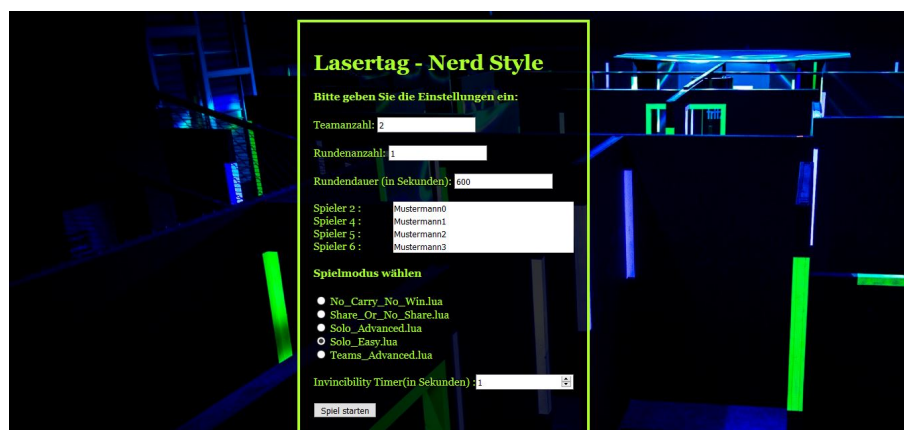 Lasertag - Nerd Style
Bitte geben Sie die Einstellungen ein:
Teamanzahl: 2
Rundenanzahl: 1
Rundendauer (in Sekunden): 600
Spieler 2 : Mustermann0
Spieler 4 : Mustermann1
Spieler 5 : Mustermann2
Spieler 6 : Mustermann3
Spielmodus wählen
No_Carry_No_Win.lua
Share_Or_No_Share.lua
Solo_Advanced.lua
Solo_Easy.lua
Teams_Advanced.lua
Invincibility Timer(in Sekunden) : 1
Spiel starten